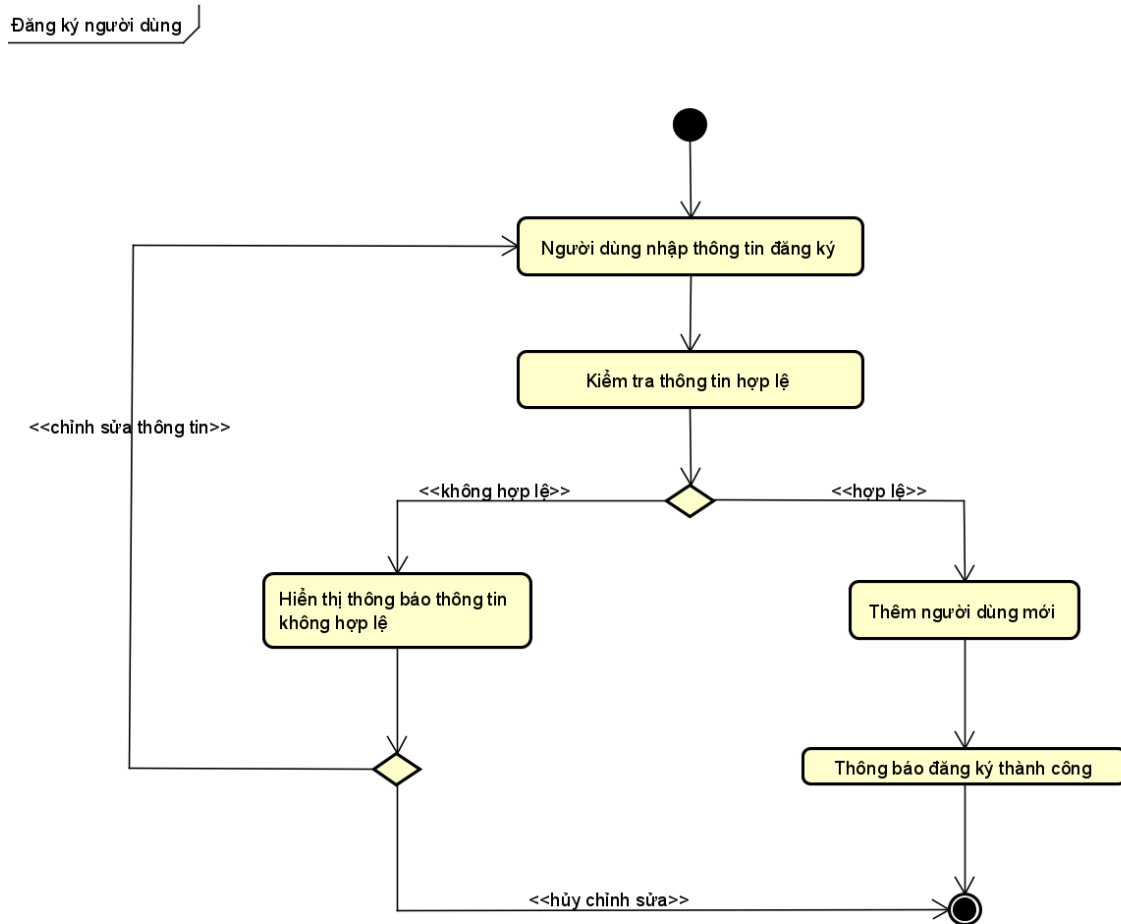 Đăng ký người dùng
Người dùng nhập thông tin đăng ký
Kiểm tra thông tin hợp lệ
<<chỉnh sửa thông tin>>
<<không hợp lệ>>
<<hợp lệ>>
Hiển thị thông báo thông tin
không hợp lệ
Thêm người dùng mới
Thông báo đăng ký thành công
<<hủy chỉnh sửa>>